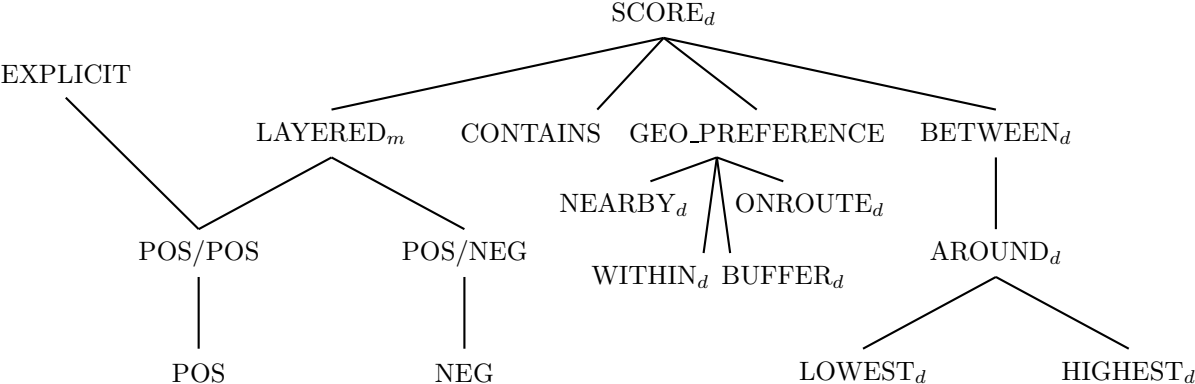 SCORE_d
EXPLICIT
LAYERED_m CONTAINS GEO_PREFERENCE BETWEEN_d
NEARBY_d ONROUTE_d
POS/POS POS/NEG AROUND_d
WITHIN_d BUFFER_d
POS NEG LOWEST_d HIGHEST_d